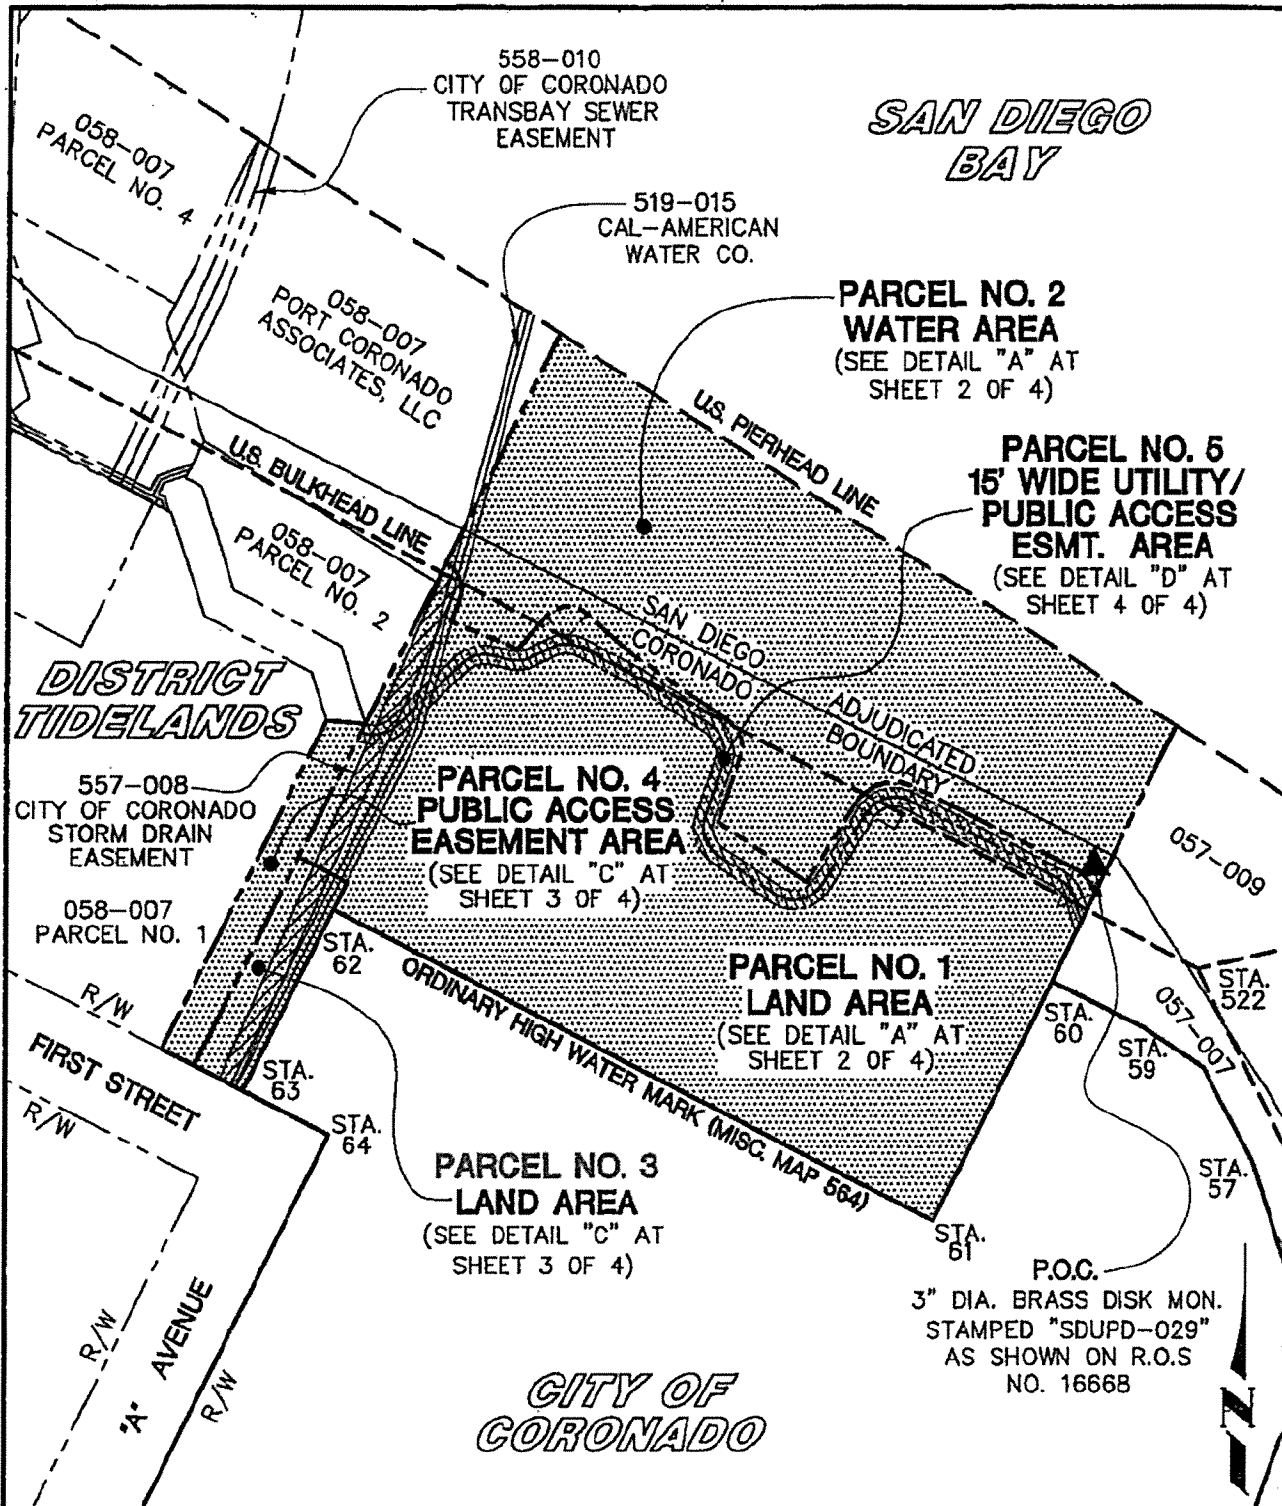 558-010
CITY OF CORONADO
TRANSBAY SEWER
EASEMENT
SAN DIEGO
BAY
058-007
PARCEL NO. 4
519-015
CAL-AMERICAN
WATER CO.
058-007
PORT CORONADO
ASSOCIATES, LLC
PARCEL NO. 2
WATER AREA
(SEE DETAIL "A" AT
SHEET 2 OF 4)
U.S. PIERHEAD LINE
U.S. BULKHEAD LINE
PARCEL NO. 5
15' WIDE UTILITY/
PUBLIC ACCESS
ESMT. AREA
(SEE DETAIL "D" AT
SHEET 4 OF 4)
058-007
PARCEL NO. 2
SAN DIEGO
CORONADO
ADJUDICATED
BOUNDARY
DISTRICT
TIDELANDS
557-008
CITY OF CORONADO
STORM DRAIN
EASEMENT
PARCEL NO. 4
PUBLIC ACCESS
EASEMENT AREA
(SEE DETAIL "C" AT
SHEET 3 OF 4)
057-009
058-007
PARCEL NO. 1
STA.
62
ORDINARY HIGH WATER MARK (MISC. MAP 564)
PARCEL NO. 1
LAND AREA
(SEE DETAIL "A" AT
SHEET 2 OF 4)
STA.
522
057-007
STA.
60
STA.
59
R/W
FIRST STREET
R/W
STA.
63
STA.
64
PARCEL NO. 3
LAND AREA
(SEE DETAIL "C" AT
SHEET 3 OF 4)
STA.
57
STA.
61
P.O.C.
3" DIA. BRASS DISK MON.
STAMPED "SDUPD-029"
AS SHOWN ON R.O.S
NO. 16668
R/W
"A" AVENUE
R/W
CITY OF
CORONADO
N